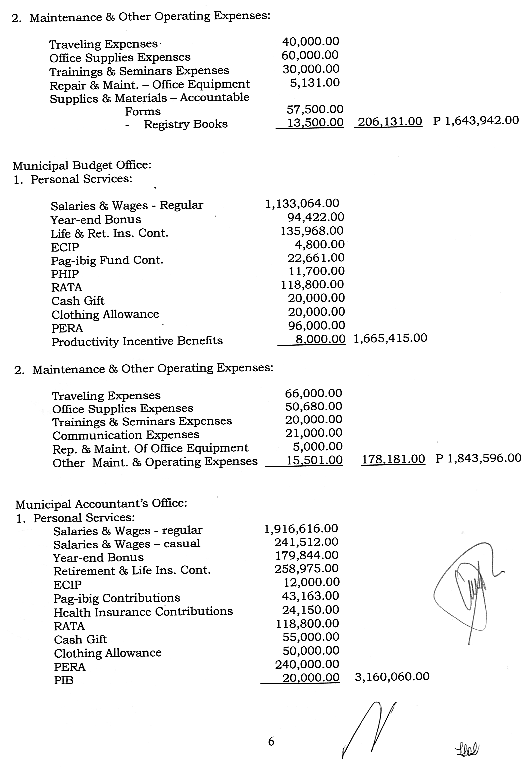 2. Maintenance & Other Operating Expenses:
Traveling Expenses 40,000.00
Office Supplies Expenses 60,000.00
Trainings & Seminars Expenses 30,000.00
Repair & Maint. – Office Equipment 5,131.00
Supplies & Materials – Accountable
Forms 57,500.00
- Registry Books 13,500.00 206,131.00 P 1,643,942.00
Municipal Budget Office:
1. Personal Services:
Salaries & Wages - Regular 1,133,064.00
Year-end Bonus 94,422.00
Life & Ret. Ins. Cont. 135,968.00
ECIP 4,800.00
Pag-ibig Fund Cont. 22,661.00
PHIP 11,700.00
RATA 118,800.00
Cash Gift 20,000.00
Clothing Allowance 20,000.00
PERA 96,000.00
Productivity Incentive Benefits 8,000.00 1,665,415.00
2. Maintenance & Other Operating Expenses:
Traveling Expenses 66,000.00
Office Supplies Expenses 50,680.00
Trainings & Seminars Expenses 20,000.00
Communication Expenses 21,000.00
Rep. & Maint. Of Office Equipment 5,000.00
Other Maint. & Operating Expenses 15,501.00 178,181.00 P 1,843,596.00
Municipal Accountant's Office:
1. Personal Services:
Salaries & Wages - regular 1,916,616.00
Salaries & Wages – casual 241,512.00
Year-end Bonus 179,844.00
Retirement & Life Ins. Cont. 258,975.00
ECIP 12,000.00
Pag-ibig Contributions 43,163.00
Health Insurance Contributions 24,150.00
RATA 118,800.00
Cash Gift 55,000.00
Clothing Allowance 50,000.00
PERA 240,000.00
PIB 20,000.00 3,160,060.00
6